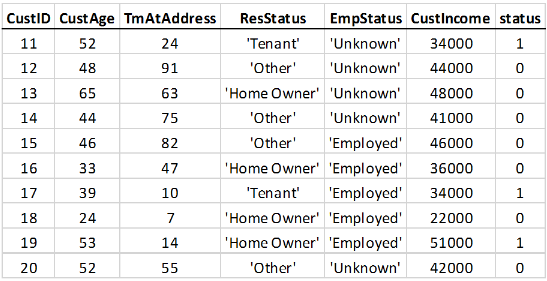 CustID CustAge TmAtAddress ResStatus EmpStatus CustIncome status
11 52 24 'Tenant' 'Unknown' 34000 1
12 48 91 'Other' 'Unknown' 44000 0
13 65 63 'Home Owner' 'Unknown' 48000 0
14 44 75 'Other' 'Unknown' 41000 0
15 46 82 'Other' 'Employed' 46000 0
16 33 47 'Home Owner' 'Employed' 36000 0
17 39 10 'Tenant' 'Employed' 34000 1
18 24 7 'Home Owner' 'Employed' 22000 0
19 53 14 'Home Owner' 'Employed' 51000 1
20 52 55 'Other' 'Unknown' 42000 0